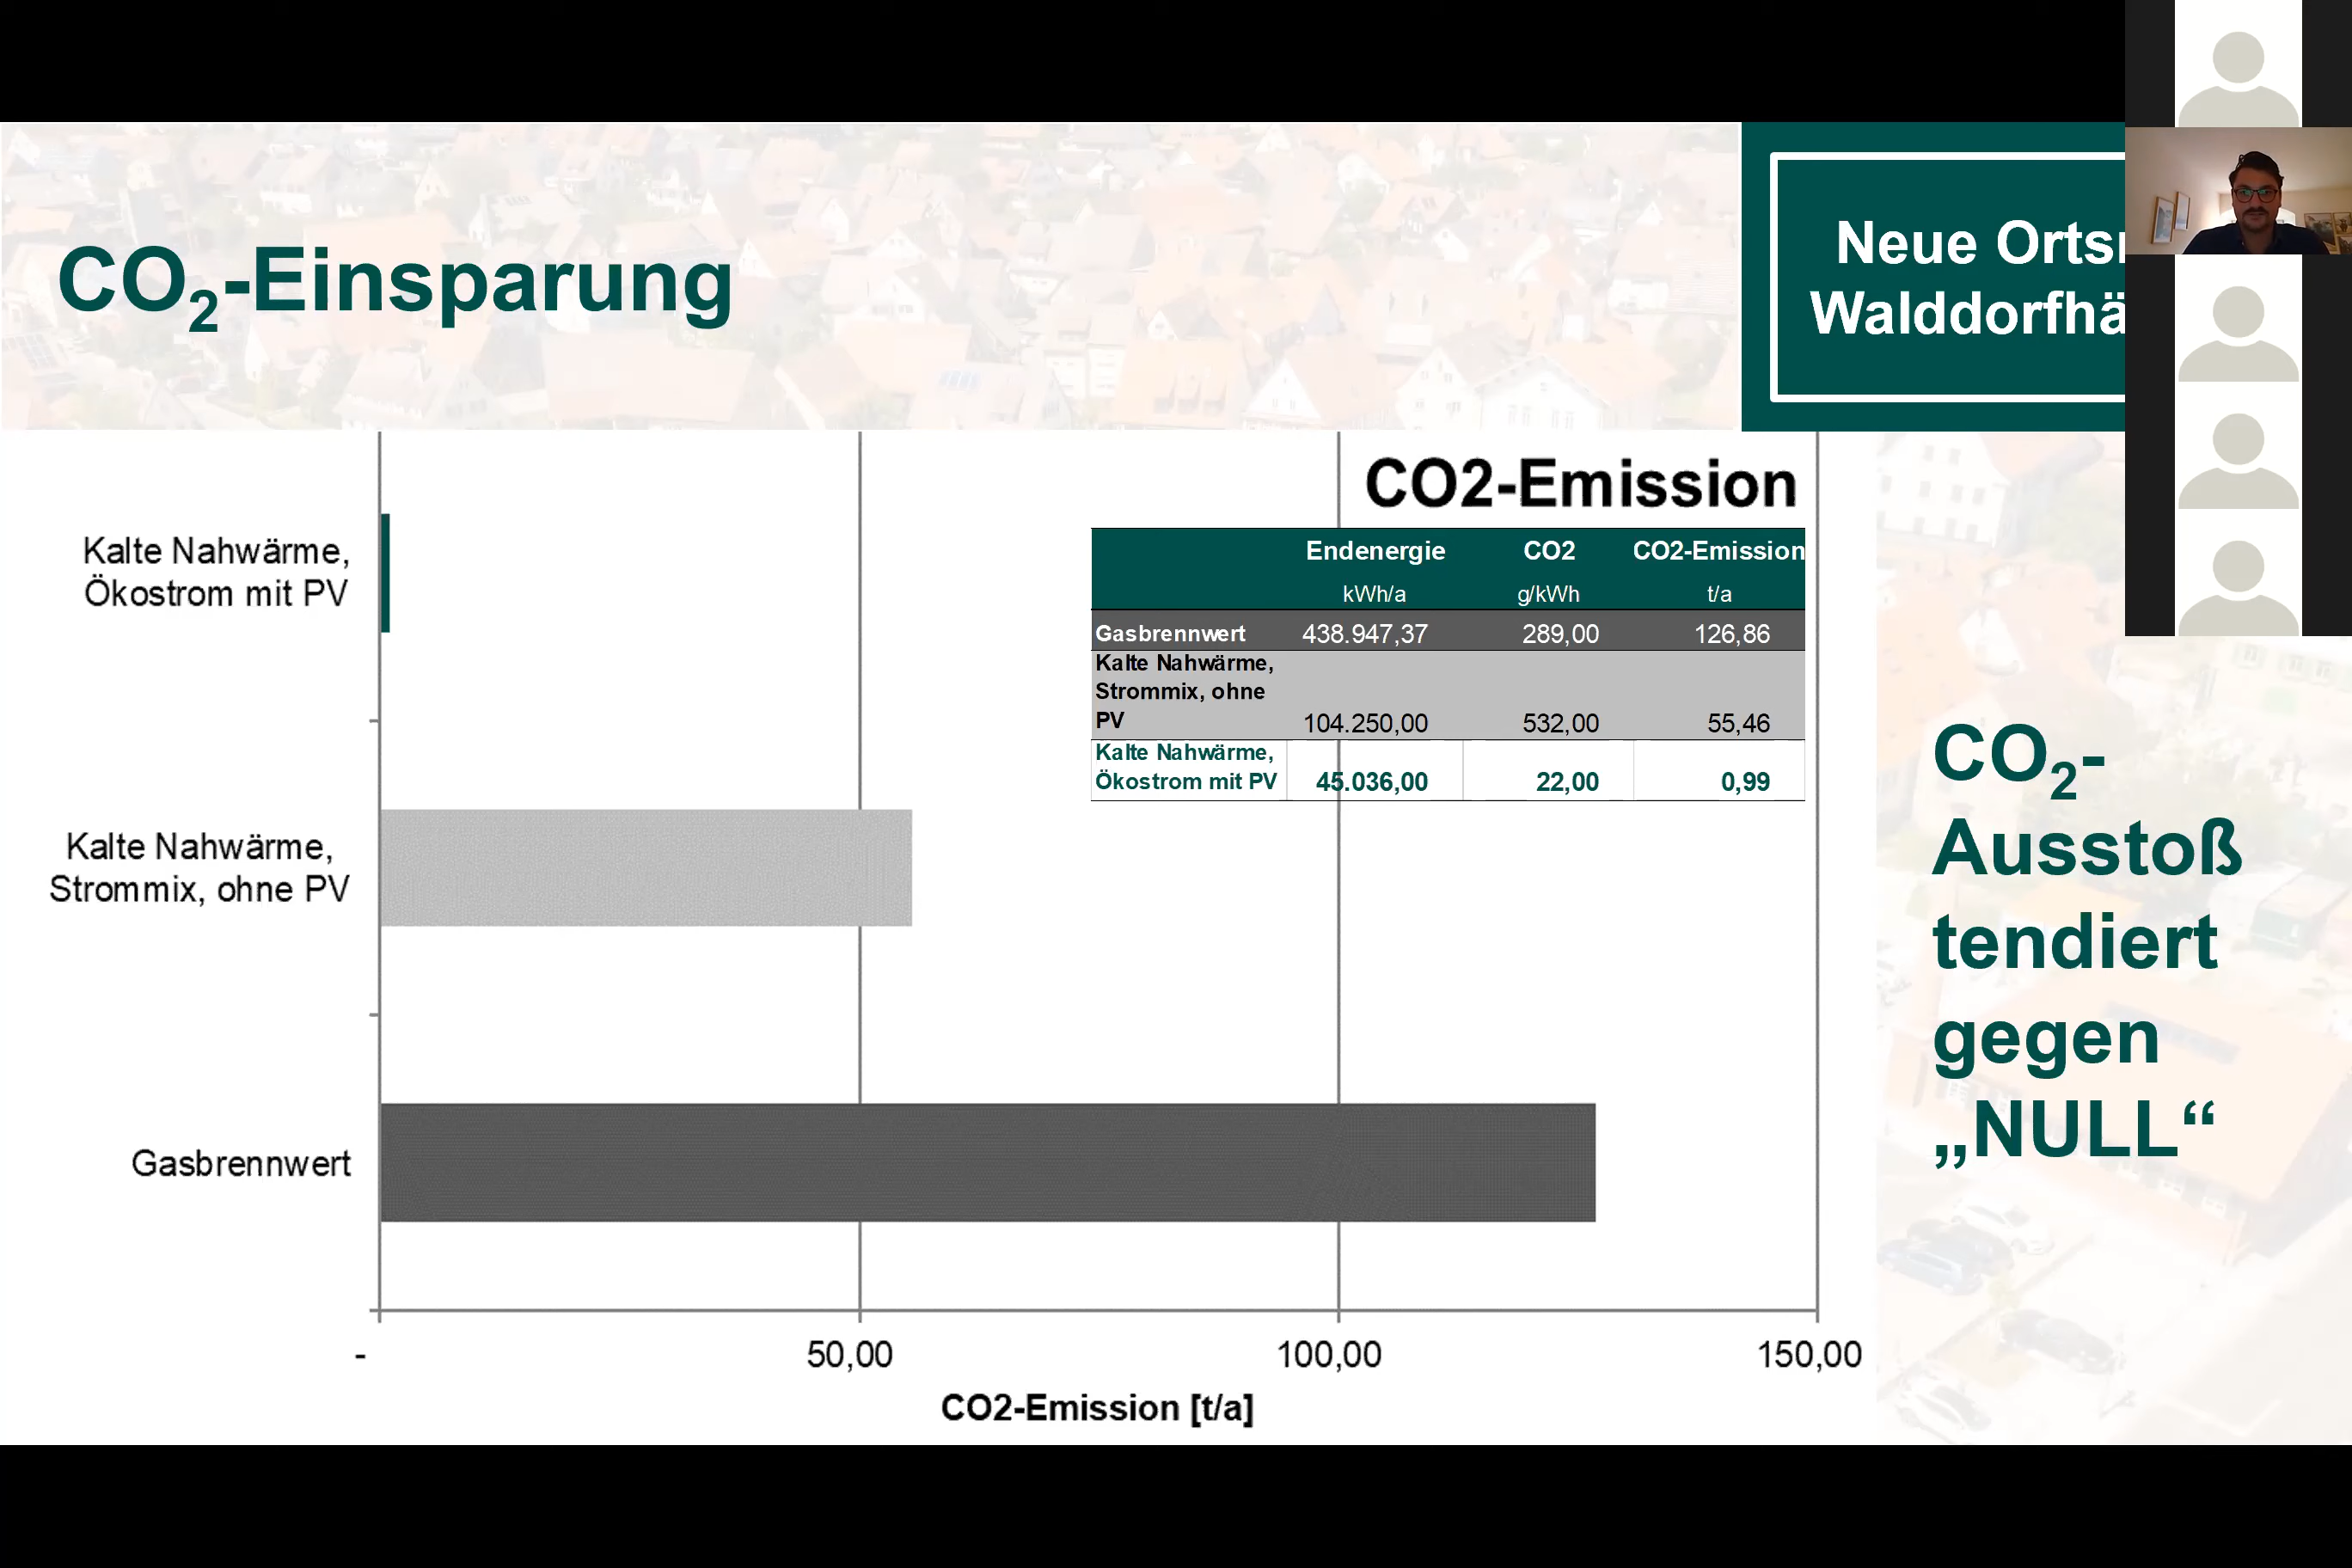 CO₂-Einsparung
Neue Orts
Walddorfhä
CO2-Emission
Endenergie CO2 CO2-Emission
kWh/a g/kWh t/a
Gasbrennwert 438.947,37 289,00 126,86
Kalte Nahwärme,
Strommix, ohne
PV 104.250,00 532,00 55,46
Kalte Nahwärme,
Ökostrom mit PV 45.036,00 22,00 0,99
Kalte Nahwärme,
Ökostrom mit PV
Kalte Nahwärme,
Strommix, ohne PV
Gasbrennwert
- 50,00 100,00 150,00
CO2-Emission [t/a]
CO₂-
Ausstoß
tendiert
gegen
„NULL“